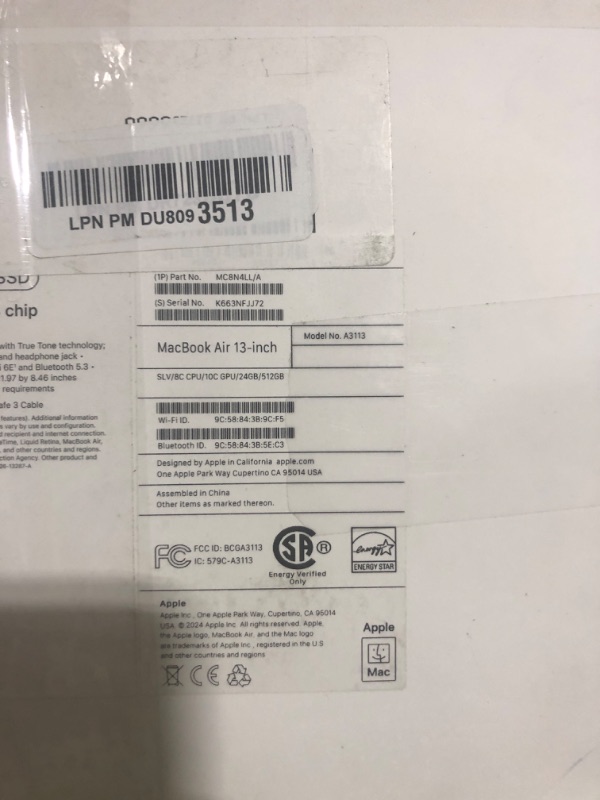 LPN PM DU809 3513
SSD
chip
with True Tone technology;
and headphone jack •
6E¹ and Bluetooth 5.3 •
1.97 by 8.46 inches
requirements
afe 3 Cable
features). Additional information
s vary by use and configuration.
d recipient and internet connection.
eTime, Liquid Retina, MacBook Air,
and other countries and regions.
ction Agency. Other product and
(1P) Part No. MC8N4LL/A
(S) Serial No. K663NFJJ72
MacBook Air 13-inch
Model No. A3113
SLV/8C CPU/10C GPU/24GB/512GB
Wi-Fi ID. 9C:58:84:3B:9C:F5
Bluetooth ID. 9C:58:84:3B:5E:C3
Designed by Apple in California apple.com
One Apple Park Way Cupertino CA 95014 USA
Assembled in China
Other items as marked thereon.
FC FCC ID: BCGA3113
IC: 579C-A3113
SA ®
Energy Verified
Only
energy
ENERGY STAR
Apple
Apple Inc., One Apple Park Way, Cupertino, CA 95014
USA. ® 2024 Apple Inc. All rights reserved. Apple,
the Apple logo, MacBook Air, and the Mac logo
are trademarks of Apple Inc., registered in the U.S
and other countries and regions
CE
Apple
Mac